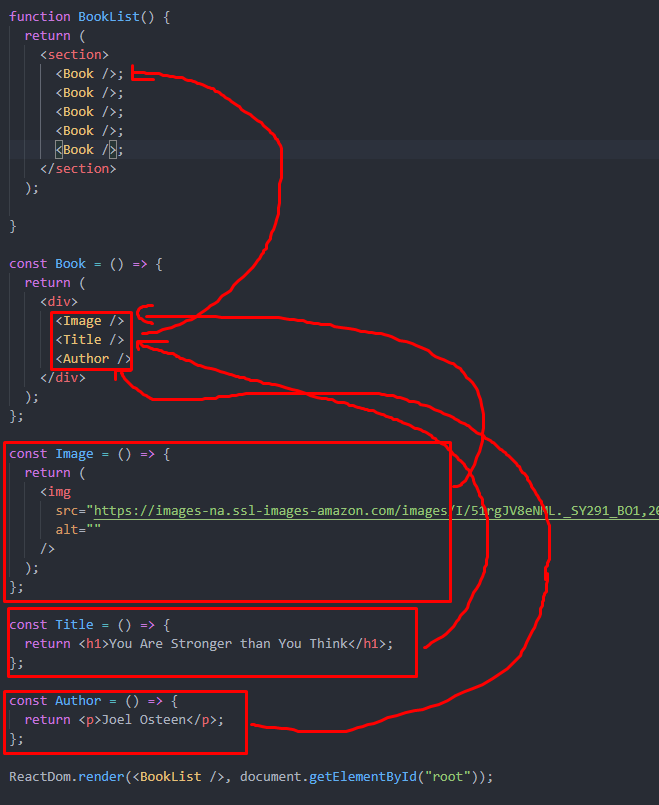 function BookList() {
return (
<section>
<Book />;
<Book />;
<Book />;
<Book />;
<Book />;
</section>
);
}
const Book = () => {
return (
<div>
<Image />
<Title />
<Author />
</div>
);
};
const Image = () => {
return (
<img
src="https://images-na.ssl-images-amazon.com/images/I/51rgJV8eNML._SY291_BO1,20
alt=""
/>
);
};
const Title = () => {
return <h1>You Are Stronger than You Think</h1>;
};
const Author = () => {
return <p>Joel Osteen</p>;
};
ReactDom.render(<BookList />, document.getElementById("root"));